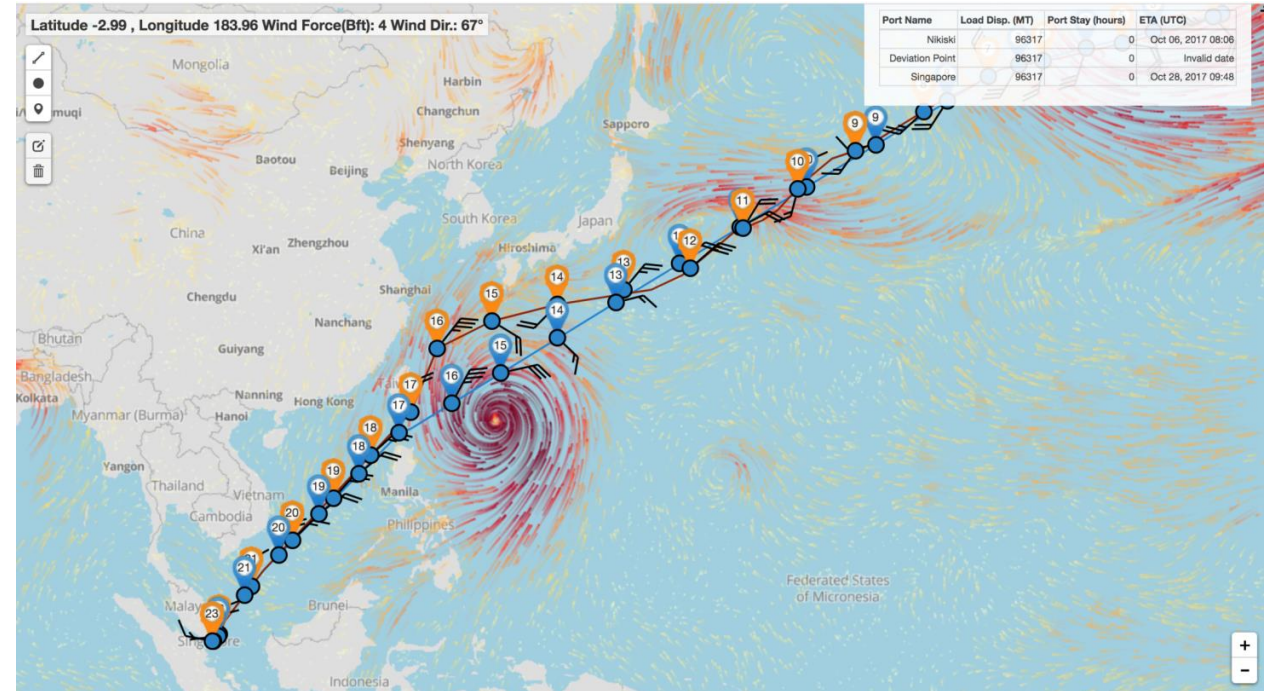 Latitude -2.99 , Longitude 183.96 Wind Force(Bft): 4 Wind Dir.: 67°
Port Name Load Disp. (MT) Port Stay (hours) ETA (UTC)
Nikiski 96317 0 Oct 06, 2017 08:06
Deviation Point 96317 0 Invalid date
Singapore 96317 0 Oct 28, 2017 09:48
Mongolia
Harbin
muqi
Changchun
Sapporo
9
9
Shenyang
Baotou
North Korea
10
Beijing
11
South Korea
Japan
China
Xi'an
Zhengzhou
Hiroshima
12
13
13
14
Shanghai
Chengdu
15
14
Nanchang
16
Bhutan
Guiyang
15
Bangladesh
16
17
Kolkata
Nanning
Hong Kong
17
Myanmar (Burma)
Hanoi
18
18
Yangon
19
Thailand
19
Vietnam
Manila
Cambodia
20
20
Philippines
21
21
Federated States
of Micronesia
Malay
Brunei
23
Singapore
Indonesia
+
−